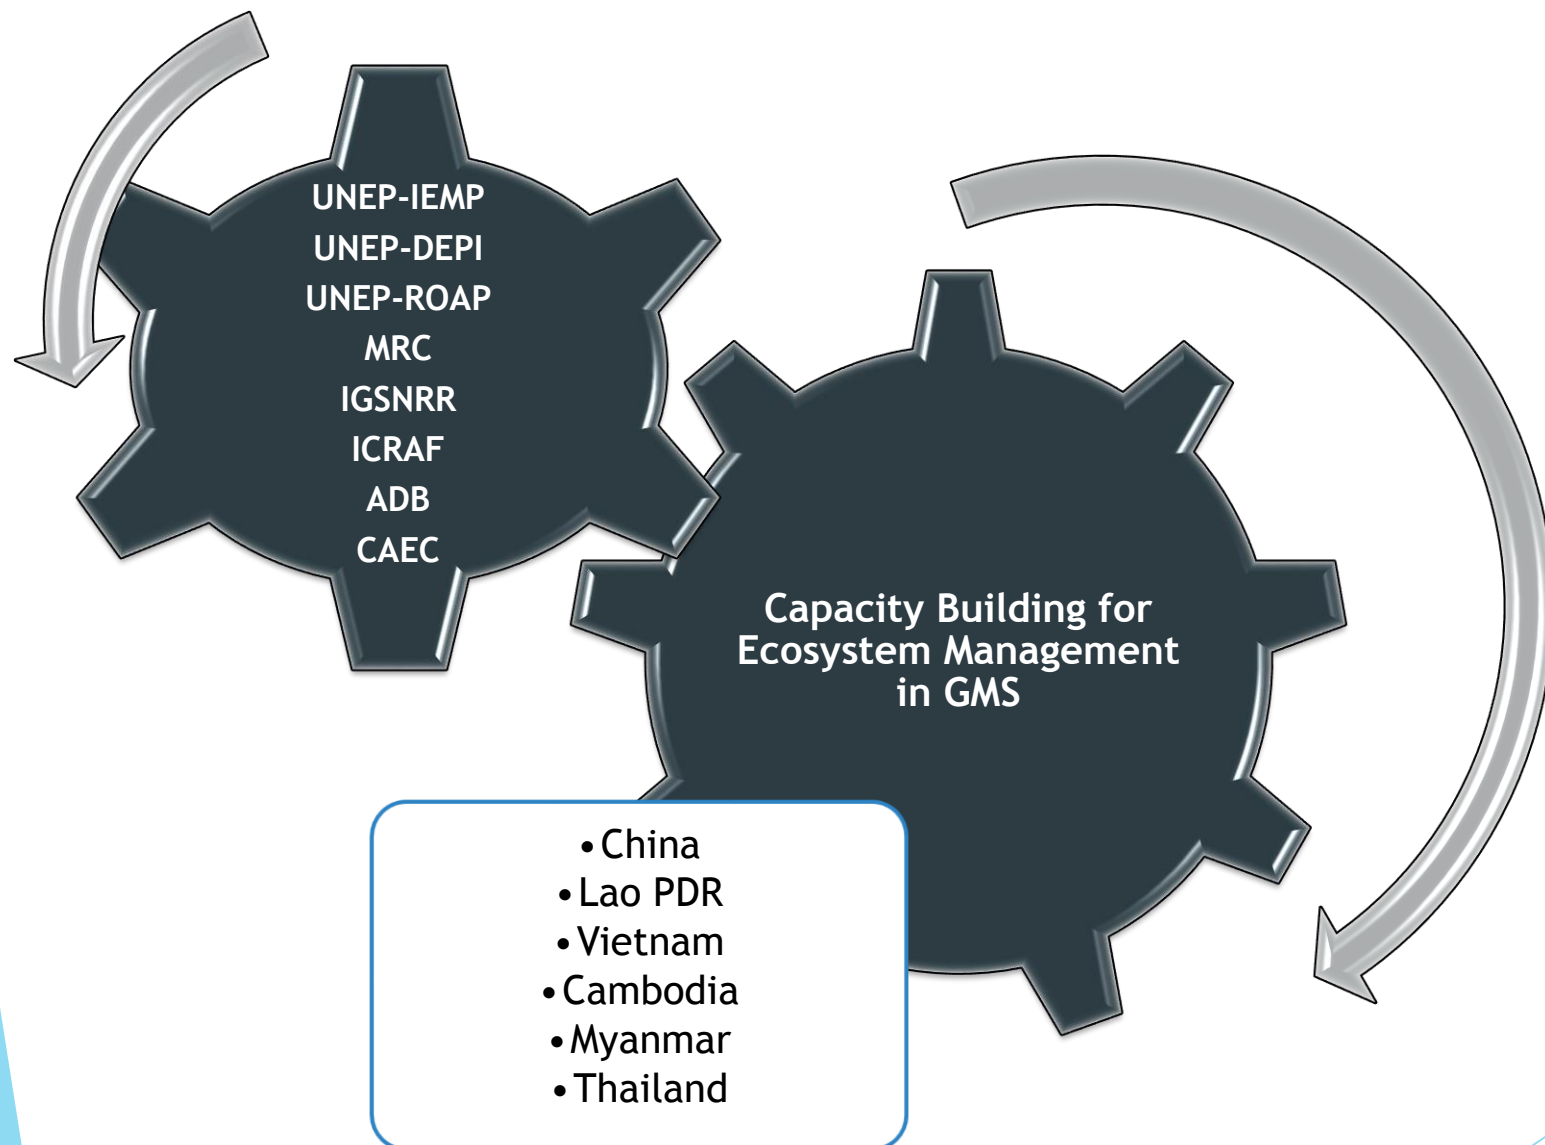 UNEP-IEMP
UNEP-DEPI
UNEP-ROAP
MRC
IGSNRR
ICRAF
ADB
CAEC
Capacity Building for
Ecosystem Management
in GMS
•China
•Lao PDR
•Vietnam
•Cambodia
•Myanmar
•Thailand